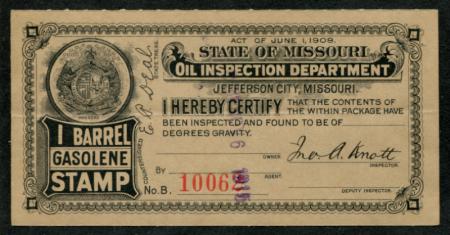 ACT OF JUNE 1, 1909.
STATE OF MISSOURI
OIL INSPECTION DEPARTMENT
JEFFERSON CITY, MISSOURI.
I HEREBY CERTIFY THAT THE CONTENTS OF
THE WITHIN PACKAGE HAVE
BEEN INSPECTED AND FOUND TO BE OF
DEGREES GRAVITY.
OWNER. Jno. A. Knott
INSPECTOR.
By AGENT.
DEPUTY INSPECTOR.
No. B. 10062
1915
COUNTERSIGNED
1 BARREL
GASOLENE
STAMP